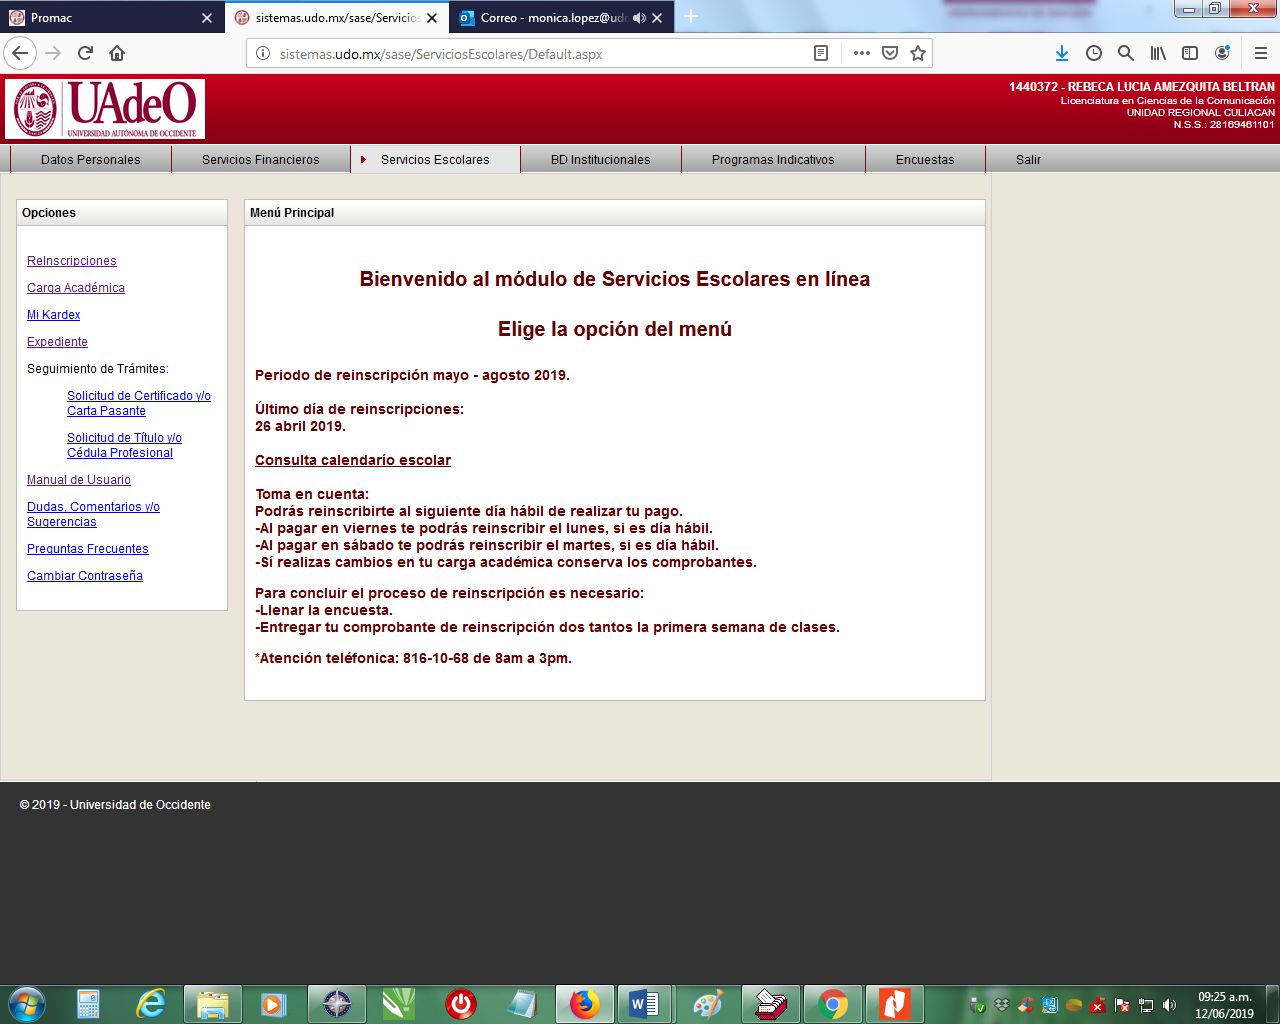 Promac
sistemas.udo.mx/sase/Servicios
Correo - monica.lopez@udo
sistemas.udo.mx/sase/ServiciosEscolares/Default.aspx
UAdeO
UNIVERSIDAD AUTÓNOMA DE OCCIDENTE
1440372 - REBECA LUCIA AMEZQUITA BELTRAN
Licenciatura en Ciencias de la Comunicación
UNIDAD REGIONAL CULIACAN
N.S.S.: 28169461101
Datos Personales
Servicios Financieros
Servicios Escolares
BD Institucionales
Programas Indicativos
Encuestas
Salir
Opciones
ReInscripciones
Carga Académica
Mi Kardex
Expediente
Seguimiento de Trámites:
Solicitud de Certificado y/o
Carta Pasante
Solicitud de Título y/o
Cédula Profesional
Manual de Usuario
Dudas, Comentarios y/o
Sugerencias
Preguntas Frecuentes
Cambiar Contraseña
Menú Principal
Bienvenido al módulo de Servicios Escolares en línea
Elige la opción del menú
Periodo de reinscripción mayo - agosto 2019.
Último día de reinscripciones:
26 abril 2019.
Consulta calendarío escolar
Toma en cuenta:
Podrás reinscribirte al siguiente día hábil de realizar tu pago.
-Al pagar en viernes te podrás reinscribir el lunes, si es día hábil.
-Al pagar en sábado te podrás reinscribir el martes, si es día hábil.
-Sí realizas cambios en tu carga académica conserva los comprobantes.
Para concluir el proceso de reinscripción es necesario:
-Llenar la encuesta.
-Entregar tu comprobante de reinscripción dos tantos la primera semana de clases.
*Atención teléfonica: 816-10-68 de 8am a 3pm.
© 2019 - Universidad de Occidente
09:25 a.m.
12/06/2019